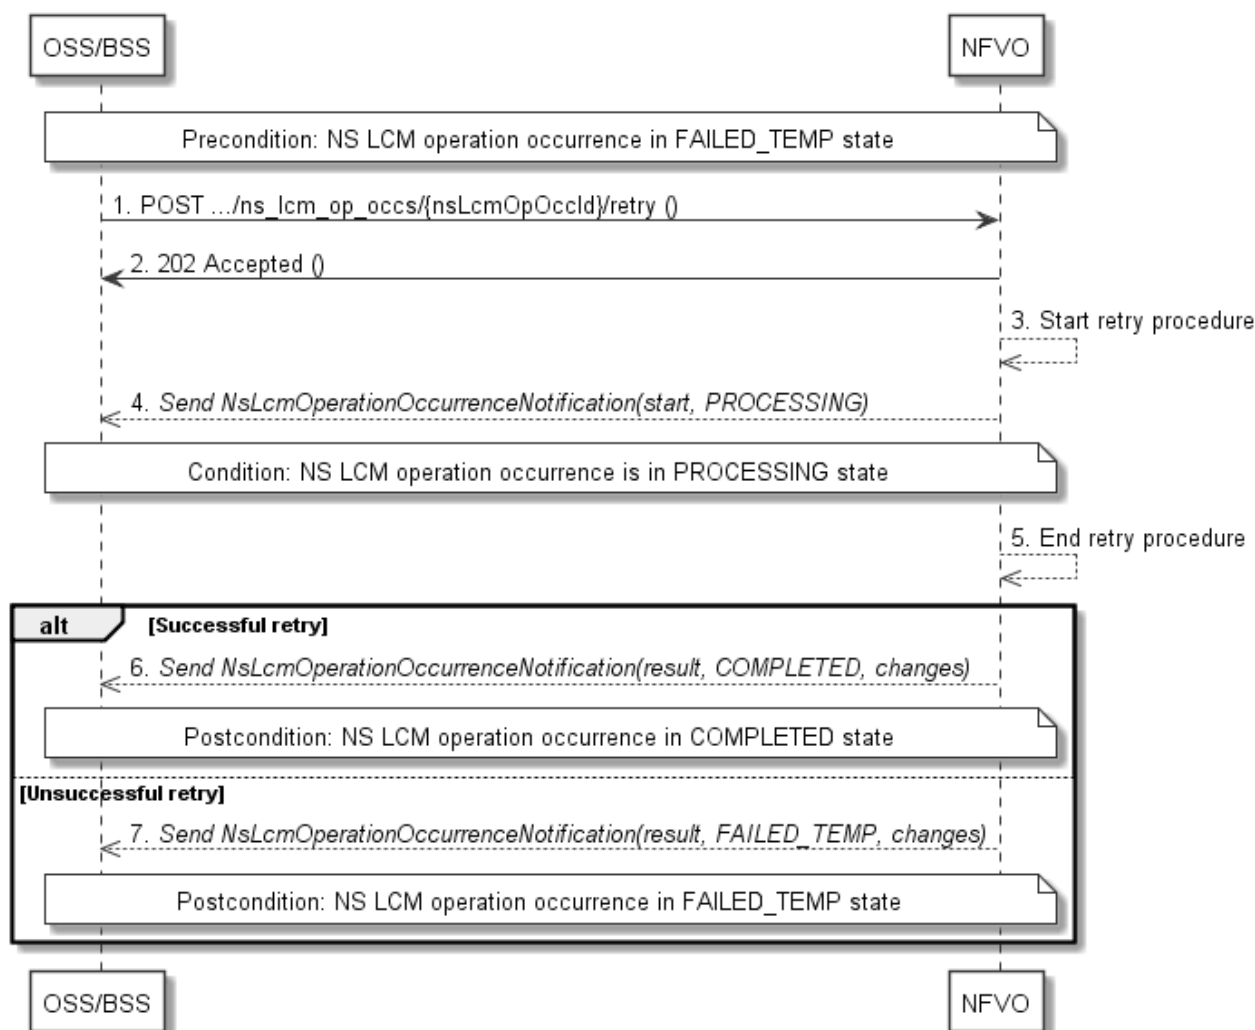 OSS/BSS
NFVO
Precondition: NS LCM operation occurrence in FAILED_TEMP state
1. POST .../ns_lcm_op_occs/{nsLcmOpOccId}/retry ()
2. 202 Accepted ()
3. Start retry procedure
4. Send NsLcmOperationOccurrenceNotification(start, PROCESSING)
Condition: NS LCM operation occurrence is in PROCESSING state
5. End retry procedure
alt
[Successful retry]
6. Send NsLcmOperationOccurrenceNotification(result, COMPLETED, changes)
Postcondition: NS LCM operation occurrence in COMPLETED state
[Unsuccessful retry]
7. Send NsLcmOperationOccurrenceNotification(result, FAILED_TEMP, changes)
Postcondition: NS LCM operation occurrence in FAILED_TEMP state
OSS/BSS
NFVO